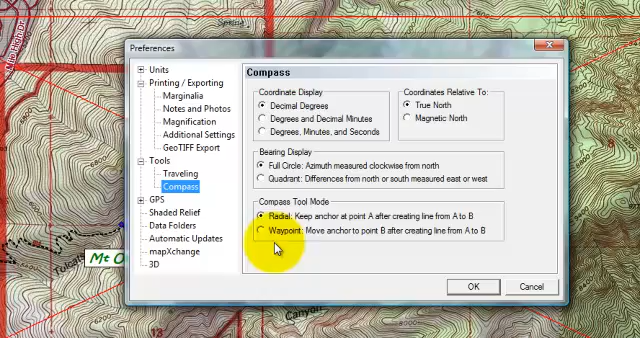 Spring
Preferences
Units
Printing / Exporting
Marginalia
Notes and Photos
Magnification
Additional Settings
GeoTIFF Export
Tools
Traveling
Compass
GPS
Shaded Relief
Data Folders
Automatic Updates
mapXchange
3D
Compass
Coordinate Display
Decimal Degrees
Degrees and Decimal Minutes
Degrees, Minutes, and Seconds
Coordinates Relative To:
True North
Magnetic North
Bearing Display
Full Circle: Azimuth measured clockwise from north
Quadrant: Differences from north or south measured east or west
Compass Tool Mode
Radial: Keep anchor at point A after creating line from A to B
Waypoint: Move anchor to point B after creating line from A to B
OK
Cancel
Mt O
Canyon
13
8
6800